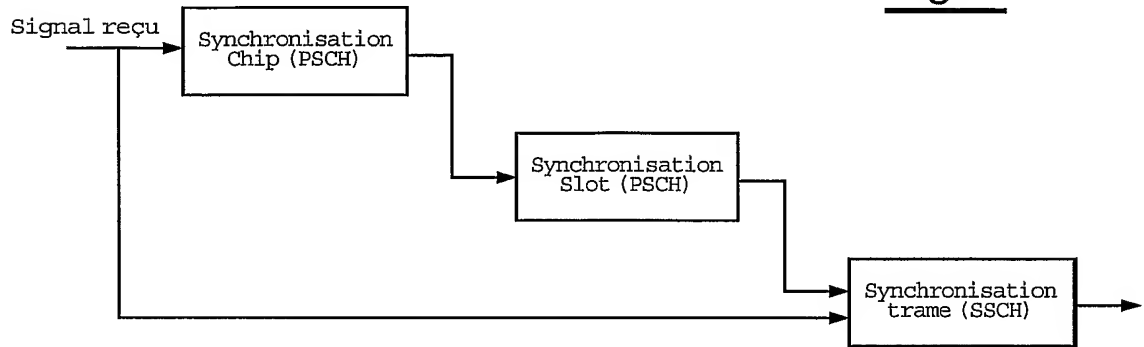 Signal reçu
Synchronisation
Chip (PSCH)
Synchronisation
Slot (PSCH)
Synchronisation
trame (SSCH)